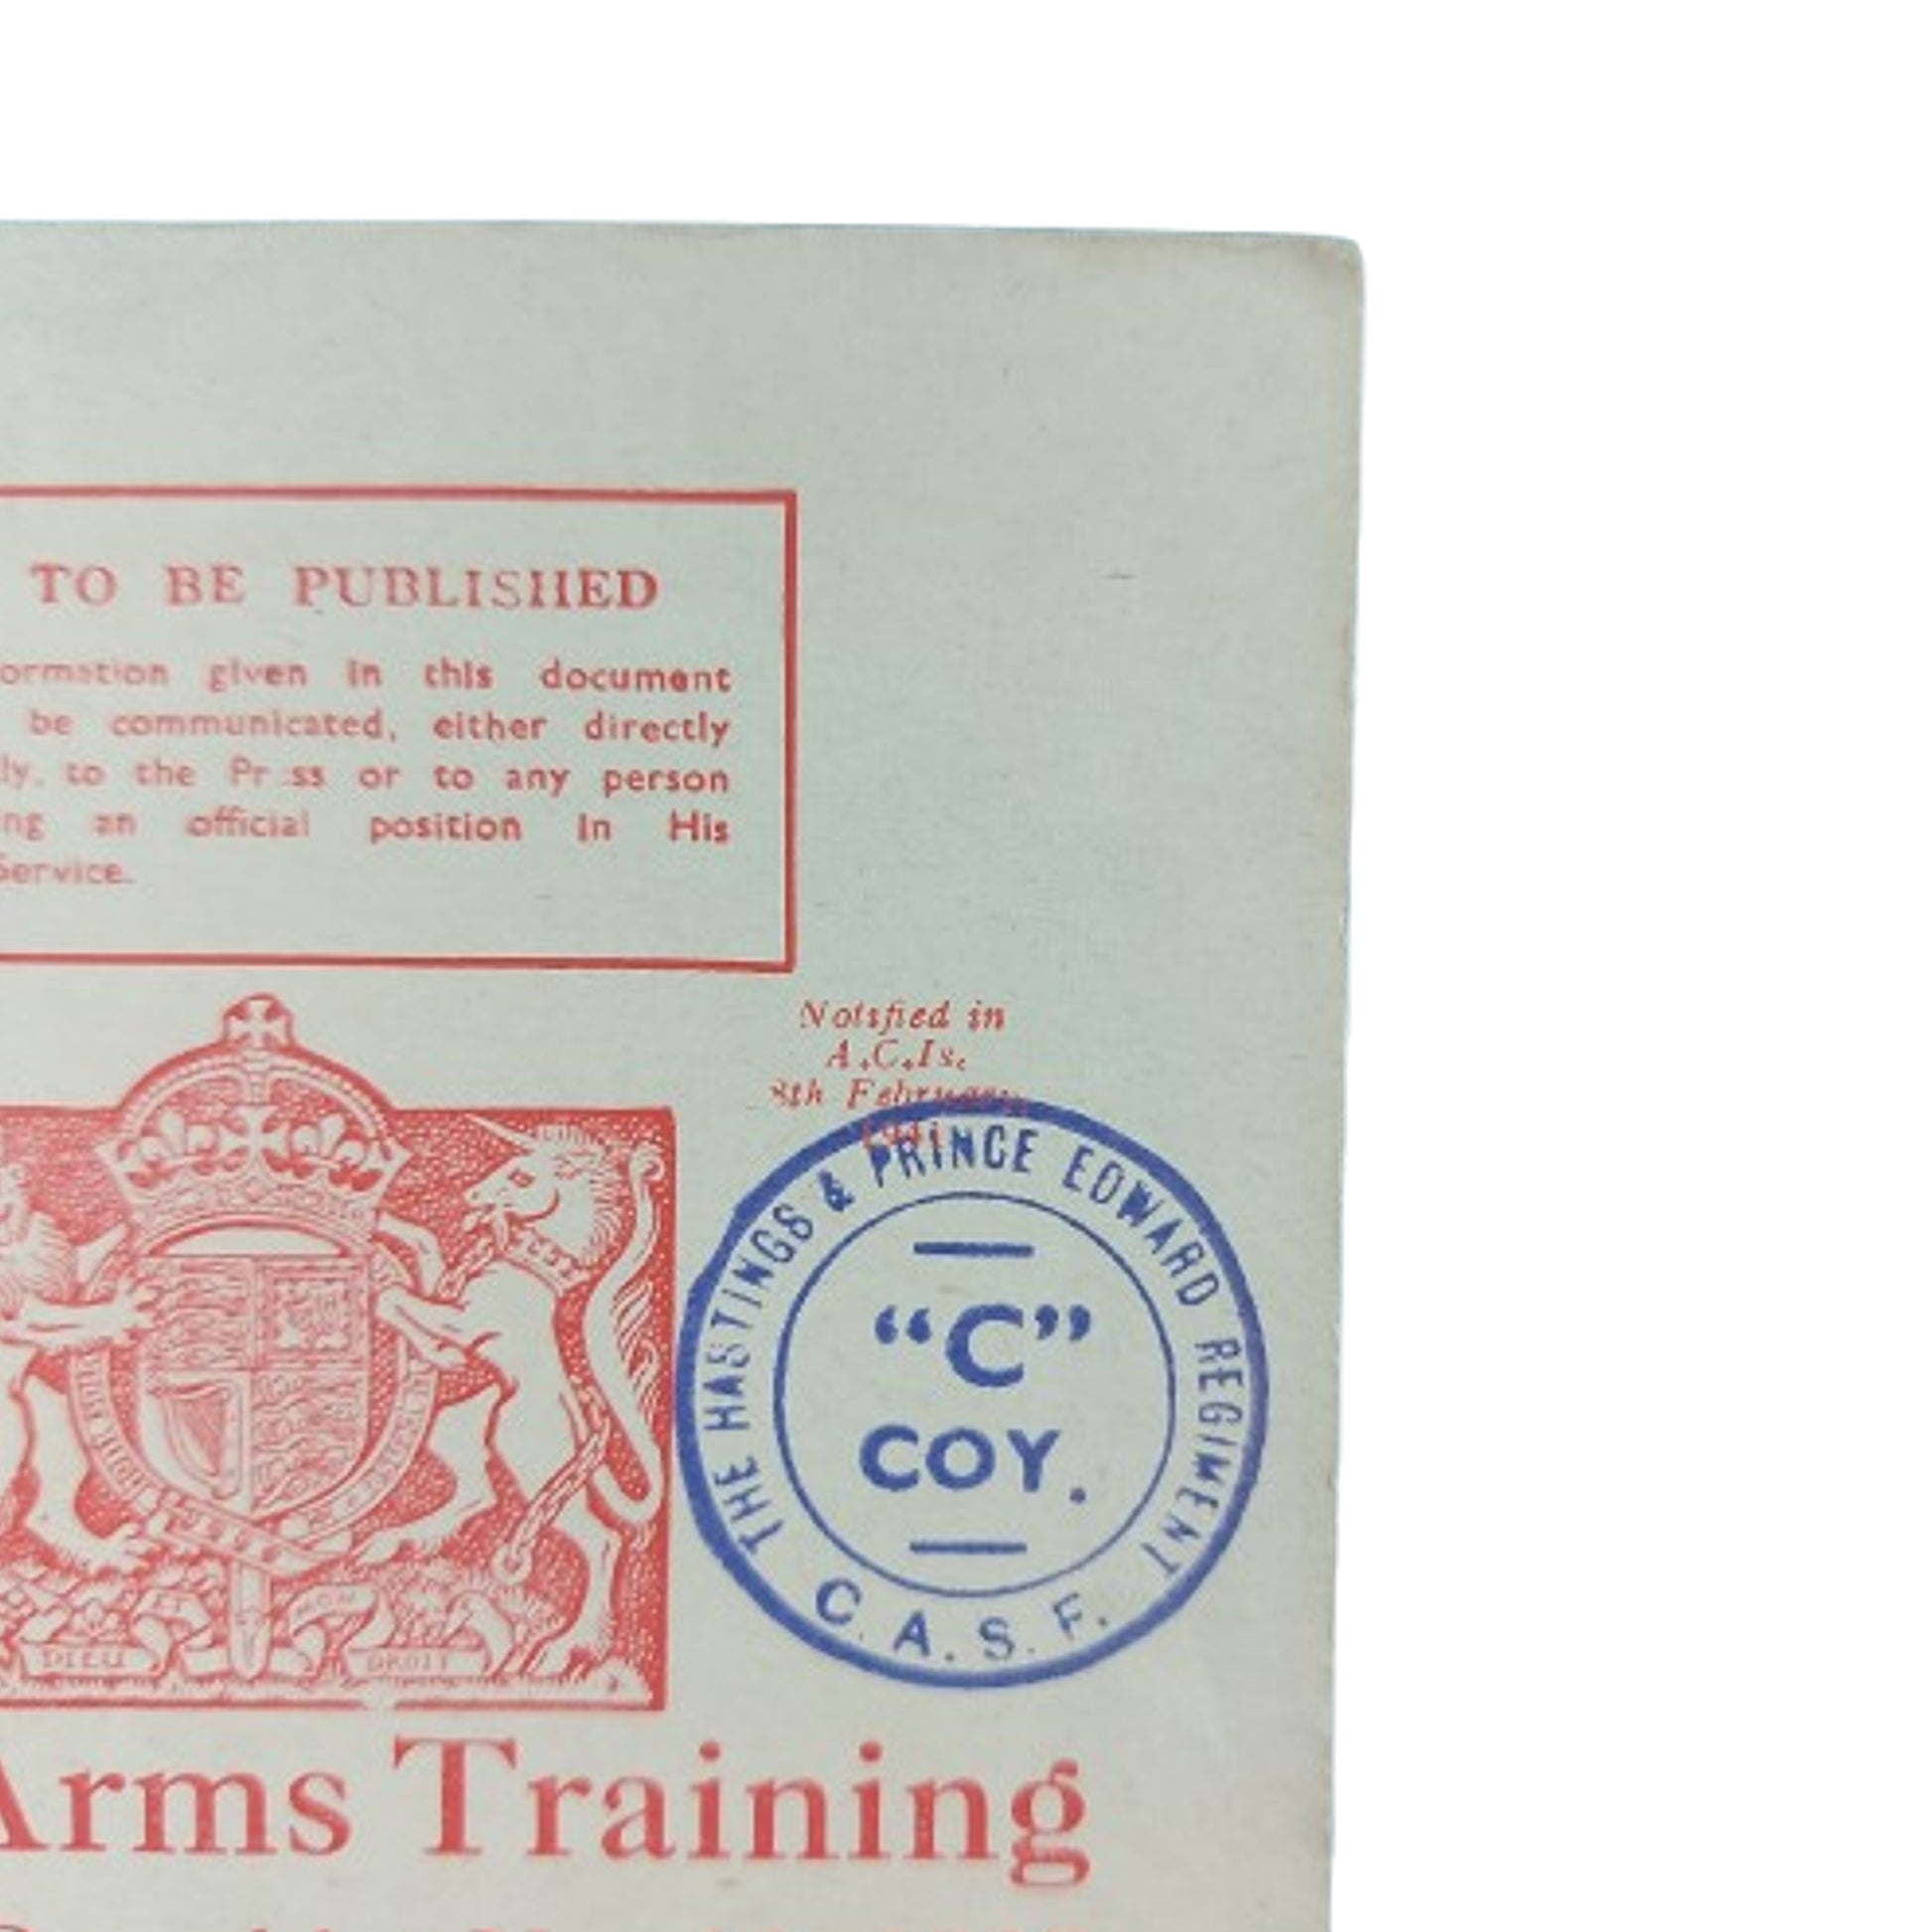 TO BE PUBLISHED
ormation given in this document
be communicated, either directly
ly, to the Pr ss or to any person
ng an official position in His
Service.
Notified in
A.C.Is.
8th February,
THE HASTINGS & PRINCE EDWARD REGIMENT
"C"
COY.
C.A.S.F.
DIEU
DROIT
Arms Training